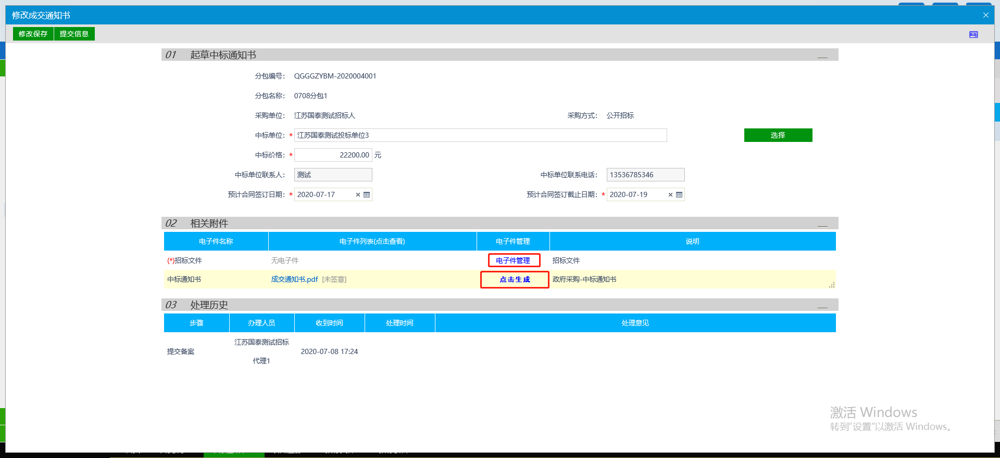 修改成交通知书
修改保存 提交信息
01 起草中标通知书
分包编号： QGGGZYBM-2020004001
分包名称： 0708分包1
采购单位： 江苏国泰测试招标人 采购方式： 公开招标
中标单位：* 江苏国泰测试投标单位3 选择
中标价格：* 22200.00 元
中标单位联系人： 测试 中标单位联系电话： 13536785346
预计合同签订日期：* 2020-07-17 预计合同签订截止日期：* 2020-07-19
02 相关附件
电子件名称 电子件列表(点击查看) 电子件管理 说明
(*)招标文件 无电子件 电子件管理 招标文件
中标通知书 成交通知书.pdf [未签章] 点击生成 政府采购-中标通知书
03 处理历史
步骤 办理人员 收到时间 处理时间 处理意见
提交备案 江苏国泰测试招标代理1 2020-07-08 17:24
激活 Windows
转到“设置”以激活 Windows。